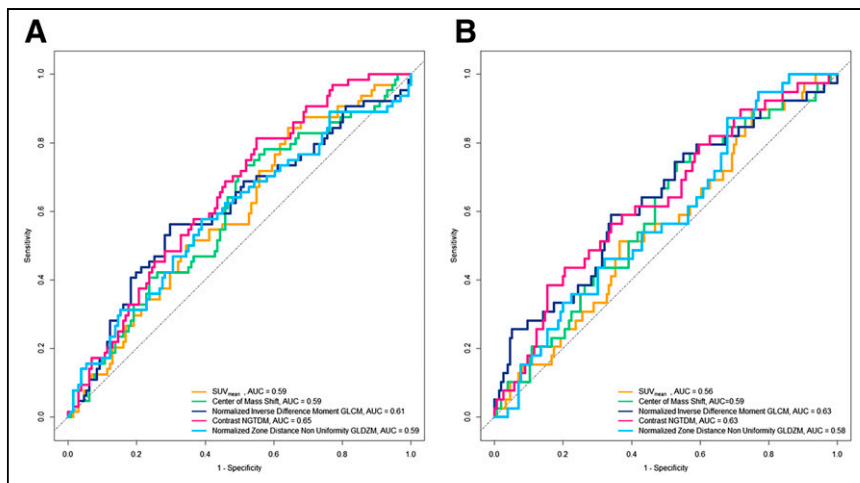 A
B
Sensitivity
1.0
0.8
0.6
0.4
0.2
0.0
SUVmean , AUC = 0.59
Center of Mass Shift, AUC = 0.59
Normalized Inverse Difference Moment GLCM, AUC = 0.61
Contrast NGTDM, AUC = 0.65
Normalized Zone Distance Non Uniformity GLDZM, AUC = 0.59
0.0 0.2 0.4 0.6 0.8 1.0
1 - Specificity
Sensitivity
1.0
0.8
0.6
0.4
0.2
0.0
SUVmean , AUC = 0.56
Center of Mass Shift, AUC=0.59
Normalized Inverse Difference Moment GLCM, AUC = 0.63
Contrast NGTDM, AUC = 0.63
Normalized Zone Distance Non Uniformity GLDZM, AUC = 0.58
0.0 0.2 0.4 0.6 0.8 1.0
1 - Specificity